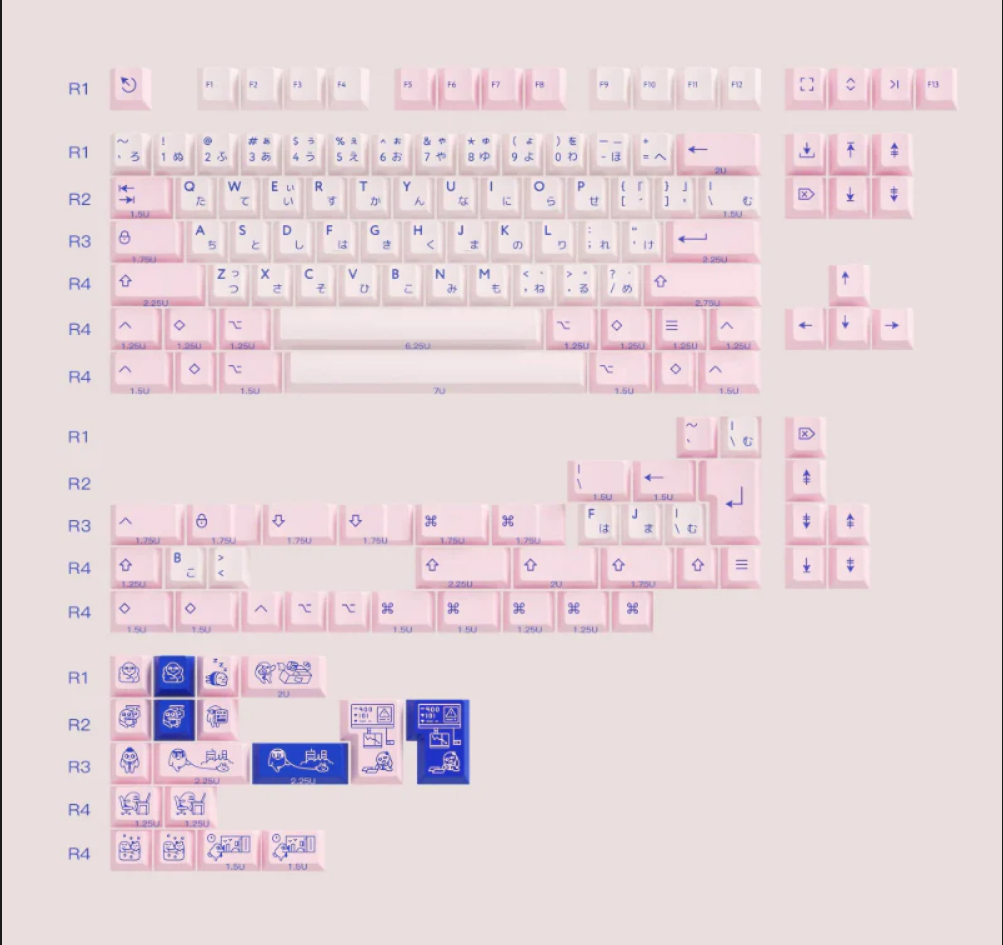 R1 F1 F2 F3 F4 F5 F6 F7 F8 F9 F10 F11 F12 F13
R1 ~ ` ろ ! 1 ぬ @ 2 ふ # ぁ 3 あ $ ぅ 4 う % ぇ 5 え ^ ぉ 6 お & ゃ 7 や * ゅ 8 ゆ ( ょ 9 よ ) を 0 わ — ー - ほ + = へ ← 2U
R2 1.5U Q た W て E ぃ い R す T か Y ん U な I に O ら P せ { 「 [ ゛ } 」 ] ゜ | \ む 1.5U
R3 1.75U A ち S と D し F は G き H く J ま K の L り : ; れ " ' け 2.25U
R4 2.25U Z っ つ X さ C そ V ひ B こ N み M も < 、 , ね > 。 . る ? ・ / め 2.75U ↑
R4 1.25U 1.25U 1.25U 6.25U 1.25U 1.25U 1.25U 1.25U ← ↓ →
R4 1.5U 1.5U 7U 1.5U 1.5U
R1 ~ ` | \ む
R2 | \ 1.5U ← 1.5U
R3 1.75U 1.75U 1.75U 1.75U 1.75U 1.75U F は J ま | \ む
R4 1.25U B こ > < 2.25U 2U 1.75U
R4 1.5U 1.5U 1.5U 1.5U 1.25U 1.25U
R1 z z z 2U
R2
R3 2.25U 2.25U
R4 1.25U 1.25U
R4 1.5U 1.5U